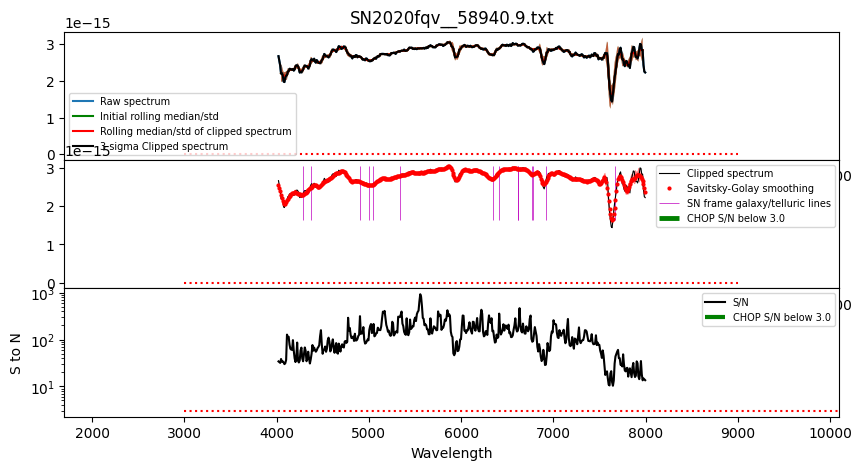 SN2020fqv__58940.9.txt
1e−15
3
2
1
0
Raw spectrum
Initial rolling median/std
Rolling median/std of clipped spectrum
3-sigma Clipped spectrum
1e−15
3
2
1
0
Clipped spectrum
Savitsky-Golay smoothing
SN frame galaxy/telluric lines
CHOP S/N below 3.0
S to N
10³
10²
10¹
S/N
CHOP S/N below 3.0
2000 3000 4000 5000 6000 7000 8000 9000 10000
Wavelength